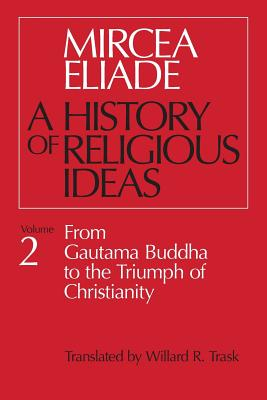 MIRCEA
ELIADE
A HISTORY
OF RELIGIOUS
IDEAS
Volume
2
From
Gautama Buddha
to the Triumph of
Christianity
Translated by Willard R. Trask